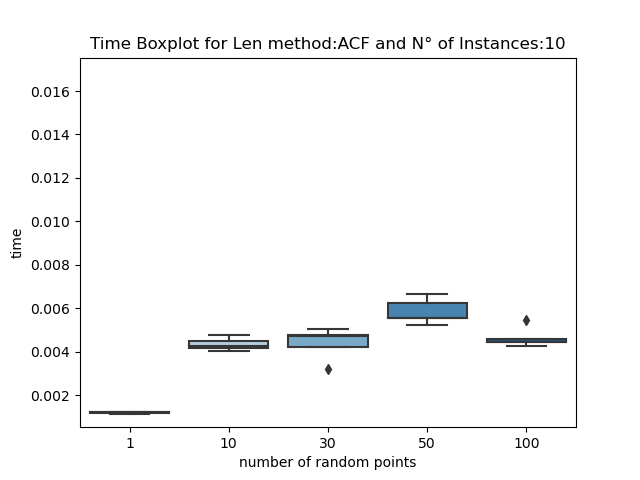 Time Boxplot for Len method:ACF and N° of Instances:10
0.016
0.014
0.012
0.010
0.008
0.006
0.004
0.002
time
1 10 30 50 100
number of random points